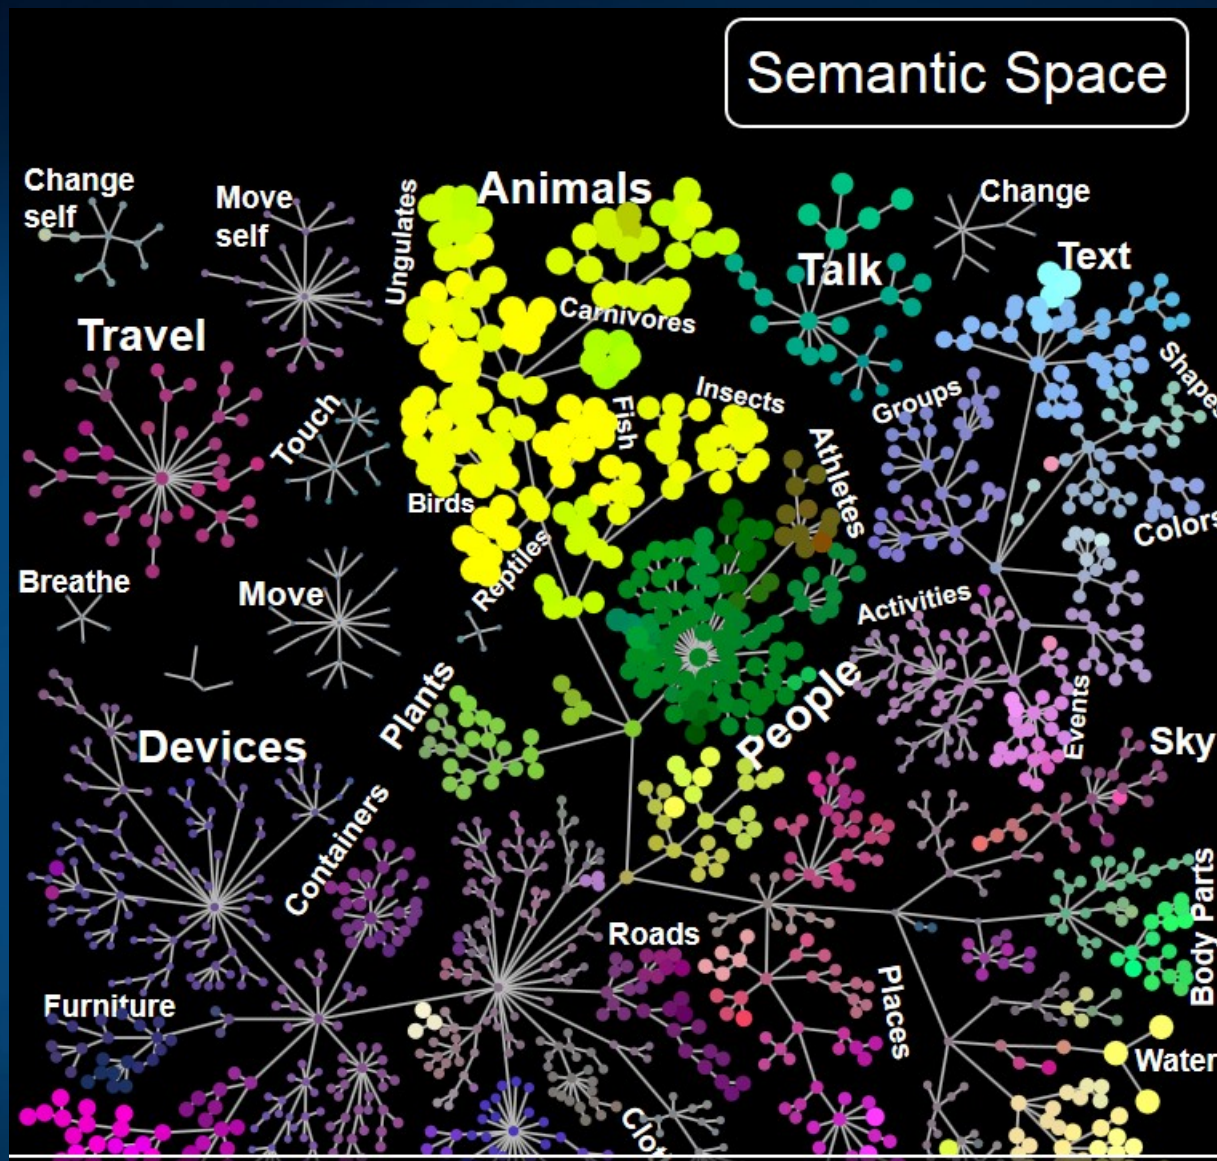 Semantic Space
Change
self
Move
self
Ungulates
Animals
Talk
Change
Text
Travel
Carnivores
Touch
Insects
Fish
Groups
Shapes
Athletes
Birds
Colors
Breathe
Move
Reptiles
Activities
Plants
People
Events
Devices
Sky
Containers
Body Parts
Roads
Furniture
Places
Water
Clot